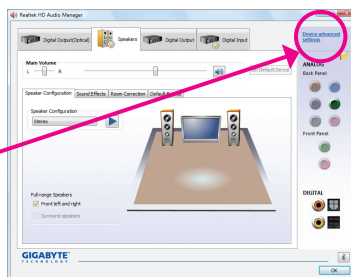 Realtek HD Audio Manager
Digital Output(Optical)
Speakers
Digital Output
Digital Input
Device advanced
settings
Main Volume
L
R
Set Default Device
ANALOG
Back Panel
Speaker Configuration
Sound Effects
Room Correction
Default Format
Speaker Configuration
Stereo
Front Panel
Full-range Speakers
Front left and right
Surround speakers
DIGITAL
GIGABYTE
TECHNOLOGY
OK